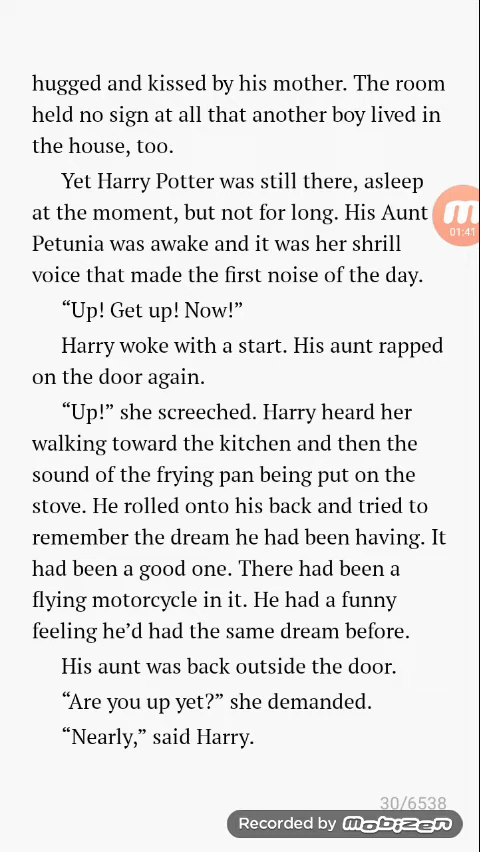 hugged and kissed by his mother. The room
held no sign at all that another boy lived in
the house, too.
Yet Harry Potter was still there, asleep
at the moment, but not for long. His Aunt
Petunia was awake and it was her shrill
voice that made the first noise of the day.
“Up! Get up! Now!”
Harry woke with a start. His aunt rapped
on the door again.
“Up!” she screeched. Harry heard her
walking toward the kitchen and then the
sound of the frying pan being put on the
stove. He rolled onto his back and tried to
remember the dream he had been having. It
had been a good one. There had been a
flying motorcycle in it. He had a funny
feeling he’d had the same dream before.
His aunt was back outside the door.
“Are you up yet?” she demanded.
“Nearly,” said Harry.
m
01:41
30/6538
Recorded by mobizen